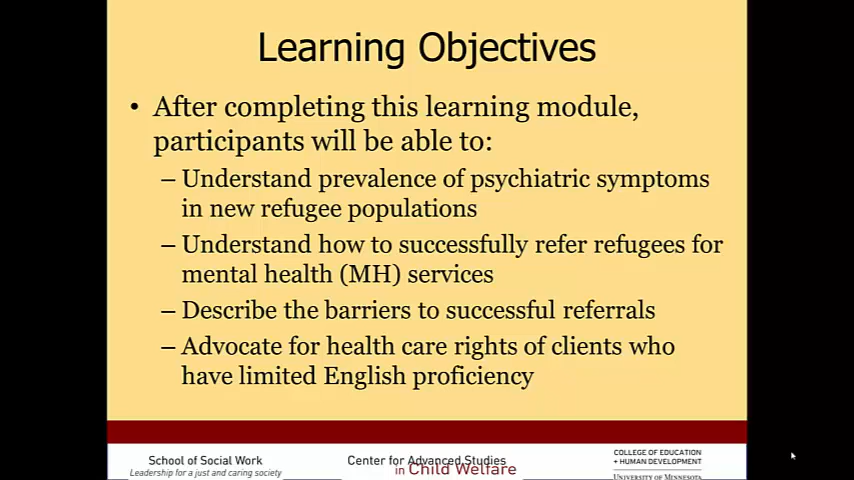 Learning Objectives
• After completing this learning module,
participants will be able to:
– Understand prevalence of psychiatric symptoms
in new refugee populations
– Understand how to successfully refer refugees for
mental health (MH) services
– Describe the barriers to successful referrals
– Advocate for health care rights of clients who
have limited English proficiency
School of Social Work
Leadership for a just and caring society
Center for Advanced Studies
in Child Welfare
COLLEGE OF EDUCATION
+ HUMAN DEVELOPMENT
UNIVERSITY OF MINNESOTA